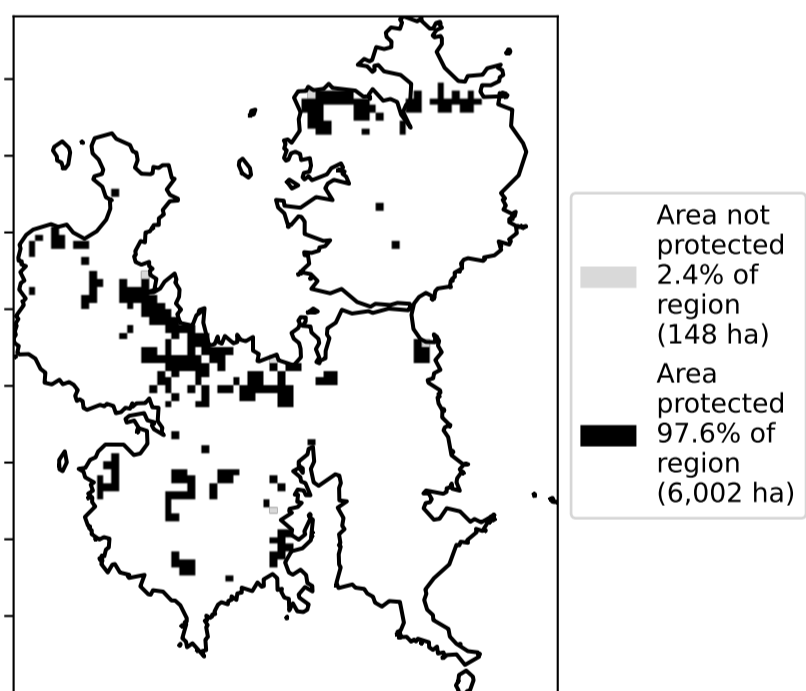 Area not
protected
2.4% of
region
(148 ha)
Area
protected
97.6% of
region
(6,002 ha)